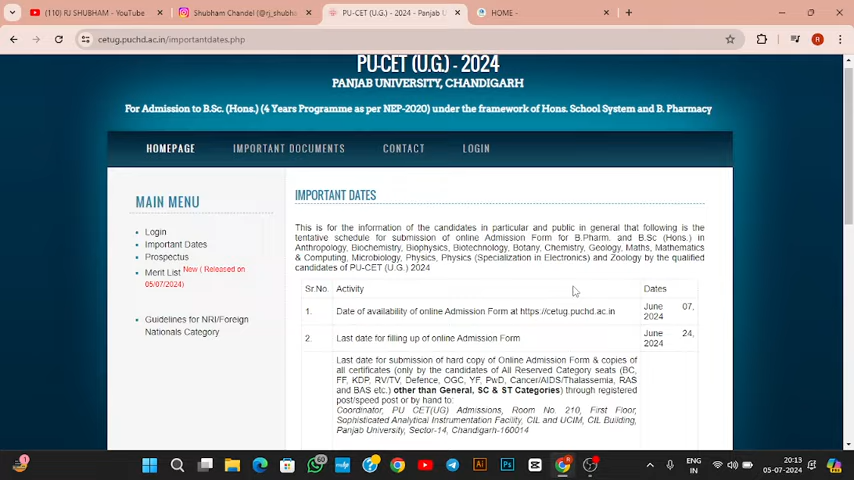 (110) RJ SHUBHAM - YouTube
Shubham Chandel (@rj_shubha
PU-CET (U.G.) - 2024 - Panjab U
HOME -
cetug.puchd.ac.in/importantdates.php
R
PU-CET (U.G.) - 2024
PANJAB UNIVERSITY, CHANDIGARH
For Admission to B.Sc. (Hons.) (4 Years Programme as per NEP-2020) under the framework of Hons. School System and B. Pharmacy
HOMEPAGE
IMPORTANT DOCUMENTS
CONTACT
LOGIN
MAIN MENU
Login
Important Dates
Prospectus
Merit List New ( Released on
05/07/2024)
Guidelines for NRI/Foreign
Nationals Category
IMPORTANT DATES
This is for the information of the candidates in particular and public in general that following is the
tentative schedule for submission of online Admission Form for B.Pharm. and B.Sc (Hons.) in
Anthropology, Biochemistry, Biophysics, Biotechnology, Botany, Chemistry, Geology, Maths, Mathematics
& Computing, Microbiology, Physics, Physics (Specialization in Electronics) and Zoology by the qualified
candidates of PU-CET (U.G.) 2024
Sr.No. Activity Dates
1. Date of availability of online Admission Form at https://cetug.puchd.ac.in June 07,
2024
2. Last date for filling up of online Admission Form June 24,
2024
Last date for submission of hard copy of Online Admission Form & copies of
all certificates (only by the candidates of All Reserved Category seats (BC,
FF, KDP, RV/TV, Defence, OGC, YF, PwD, Cancer/AIDS/Thalassemia, RAS
and BAS etc.) other than General, SC & ST Categories) through registered
post/speed post or by hand to:
Coordinator, PU CET(UG) Admissions, Room No. 210, First Floor,
Sophisticated Analytical Instrumentation Facility, CIL and UCIM, CIL Building,
Panjab University, Sector-14, Chandigarh-160014
1
Ai
Ps
ENG
IN
20:13
05-07-2024